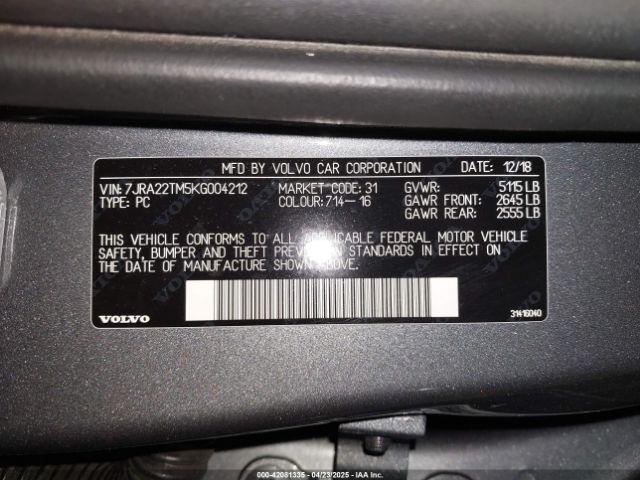 MFD BY VOLVO CAR CORPORATION DATE: 12/18
VIN: 7JRA22TM5KG004212 MARKET CODE: 31 GVWR: 5115 LB
TYPE: PC COLOUR: 714-16 GAWR FRONT: 2645 LB
GAWR REAR: 2555 LB
THIS VEHICLE CONFORMS TO ALL APPLICABLE FEDERAL MOTOR VEHICLE
SAFETY, BUMPER AND THEFT PREVENTION STANDARDS IN EFFECT ON
THE DATE OF MANUFACTURE SHOWN ABOVE.
VOLVO 31416040
000-42081335 04/23/2025 IAAI.COM